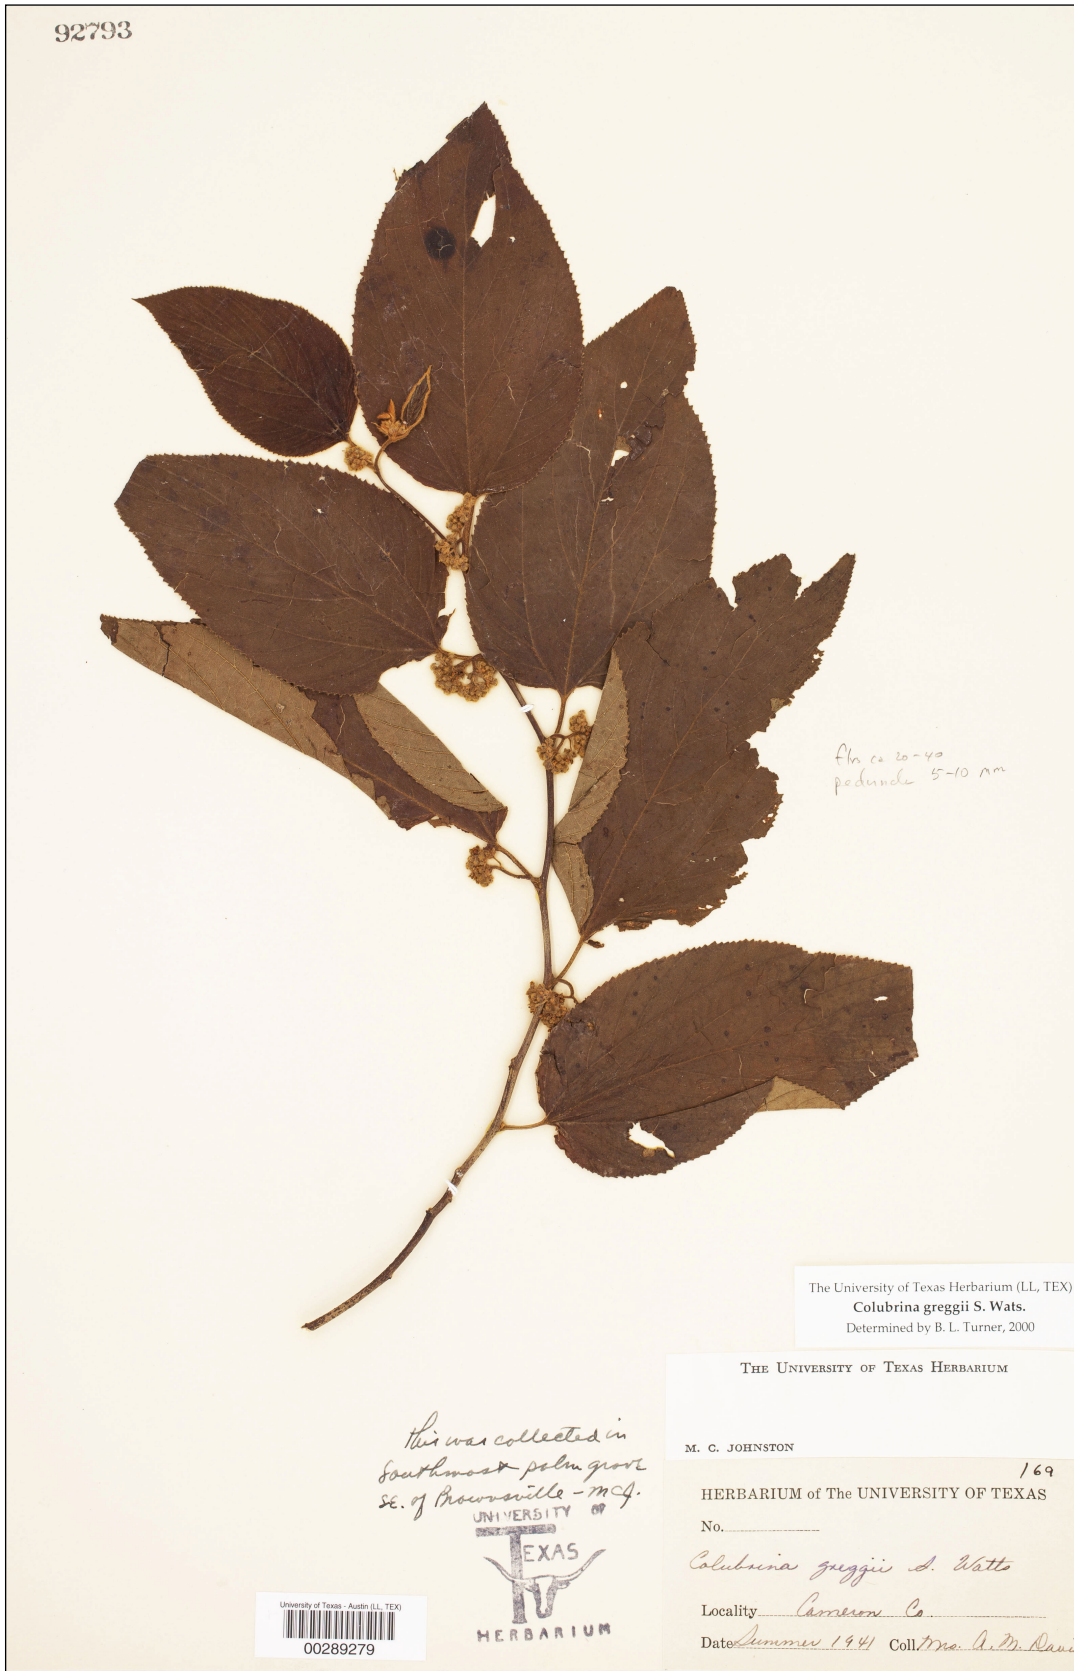 92793
flrs ca 20-40
peduncle 5-10 mm
The University of Texas Herbarium (LL, TEX)
Colubrina greggii S. Wats.
Determined by B. L. Turner, 2000
THE UNIVERSITY OF TEXAS HERBARIUM
M. C. JOHNSTON
This was collected in
Southmost palm grove
SE. of Brownsville - MCJ.
UNIVERSITY OF
TEXAS
HERBARIUM
169
HERBARIUM of The UNIVERSITY OF TEXAS
No.
Colubrina greggii S. Watts
Locality Cameron Co.
Date Summer 1941 Coll. Mrs. A. M. Davi
University of Texas - Austin (LL, TEX)
00289279